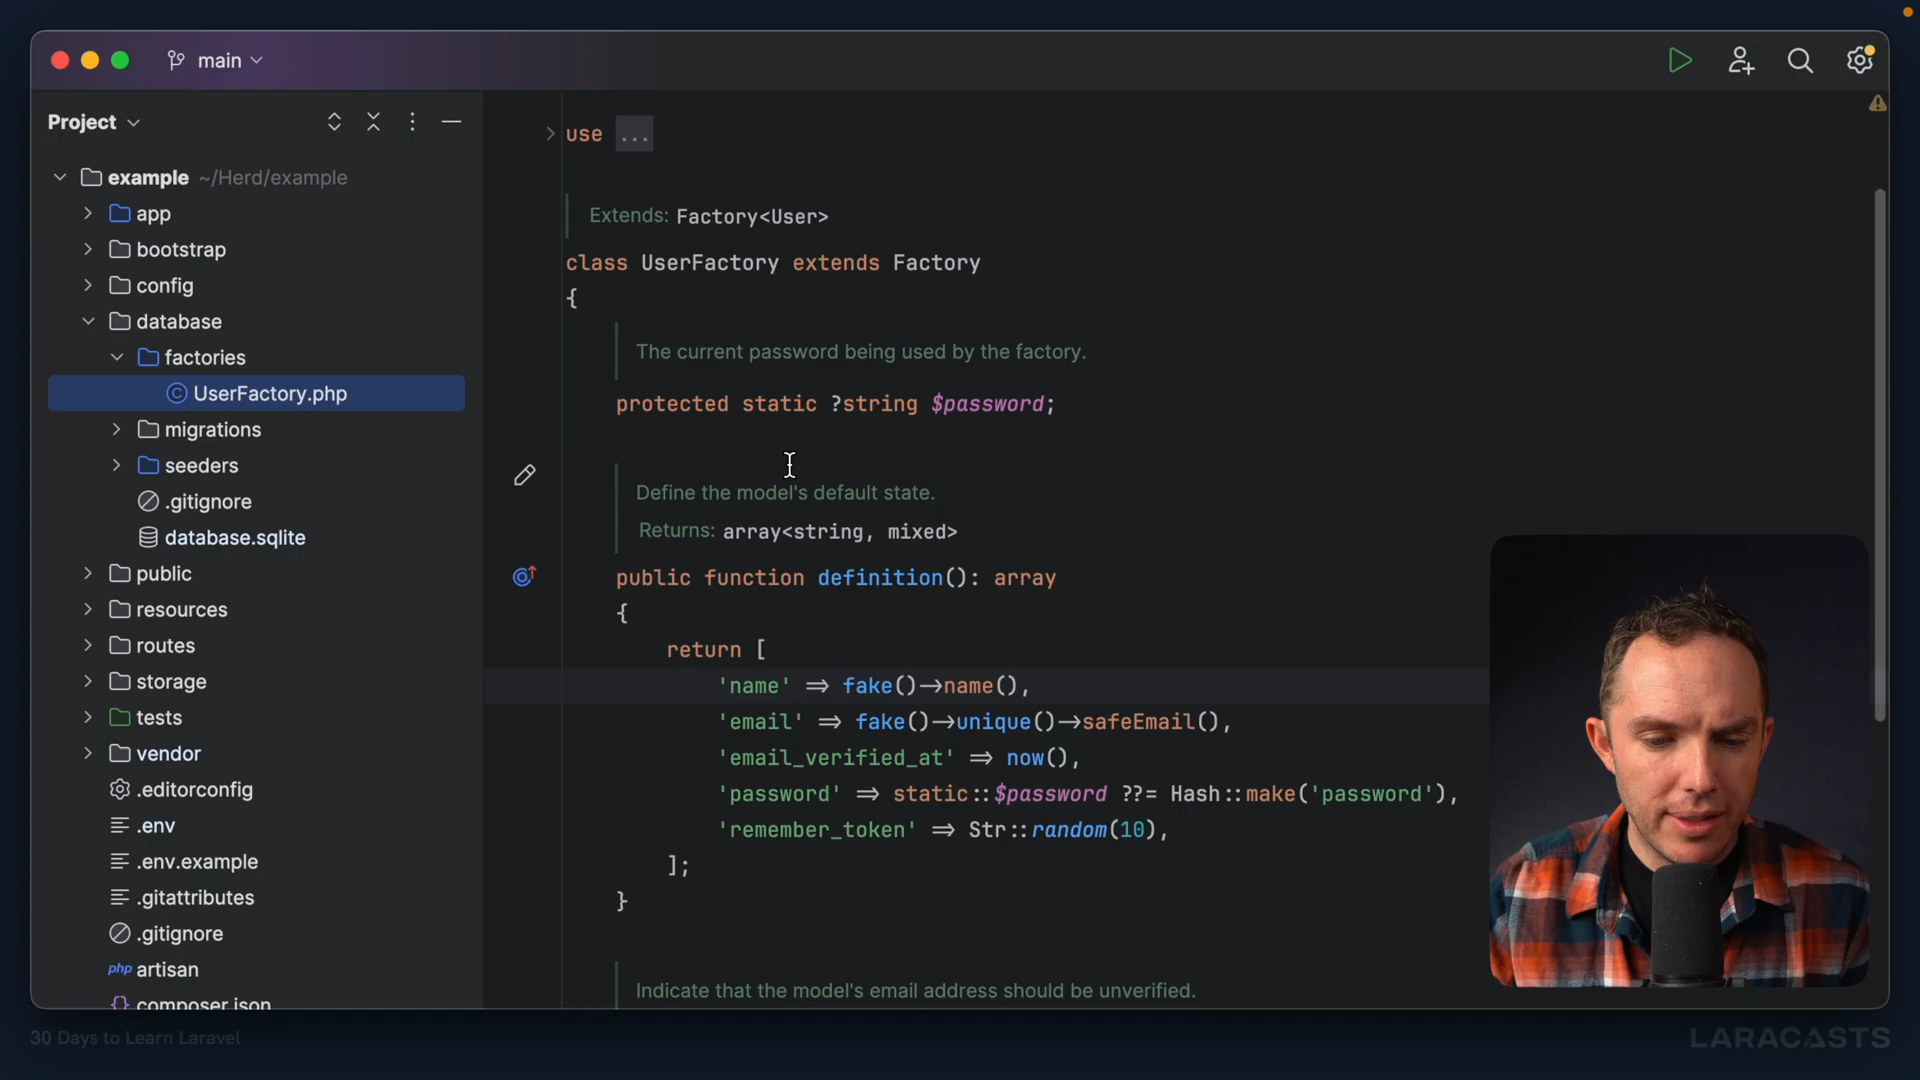 main
Project
example ~/Herd/example
app
bootstrap
config
database
factories
UserFactory.php
migrations
seeders
.gitignore
database.sqlite
public
resources
routes
storage
tests
vendor
.editorconfig
.env
.env.example
.gitattributes
.gitignore
php artisan
{} composer.json
use ...
Extends: Factory<User>
class UserFactory extends Factory
{
The current password being used by the factory.
protected static ?string $password;
Define the model's default state.
Returns: array<string, mixed>
public function definition(): array
{
return [
'name' => fake()->name(),
'email' => fake()->unique()->safeEmail(),
'email_verified_at' => now(),
'password' => static::$password ??= Hash::make('password'),
'remember_token' => Str::random(10),
];
}
Indicate that the model's email address should be unverified.
30 Days to Learn Laravel
LARACASTS